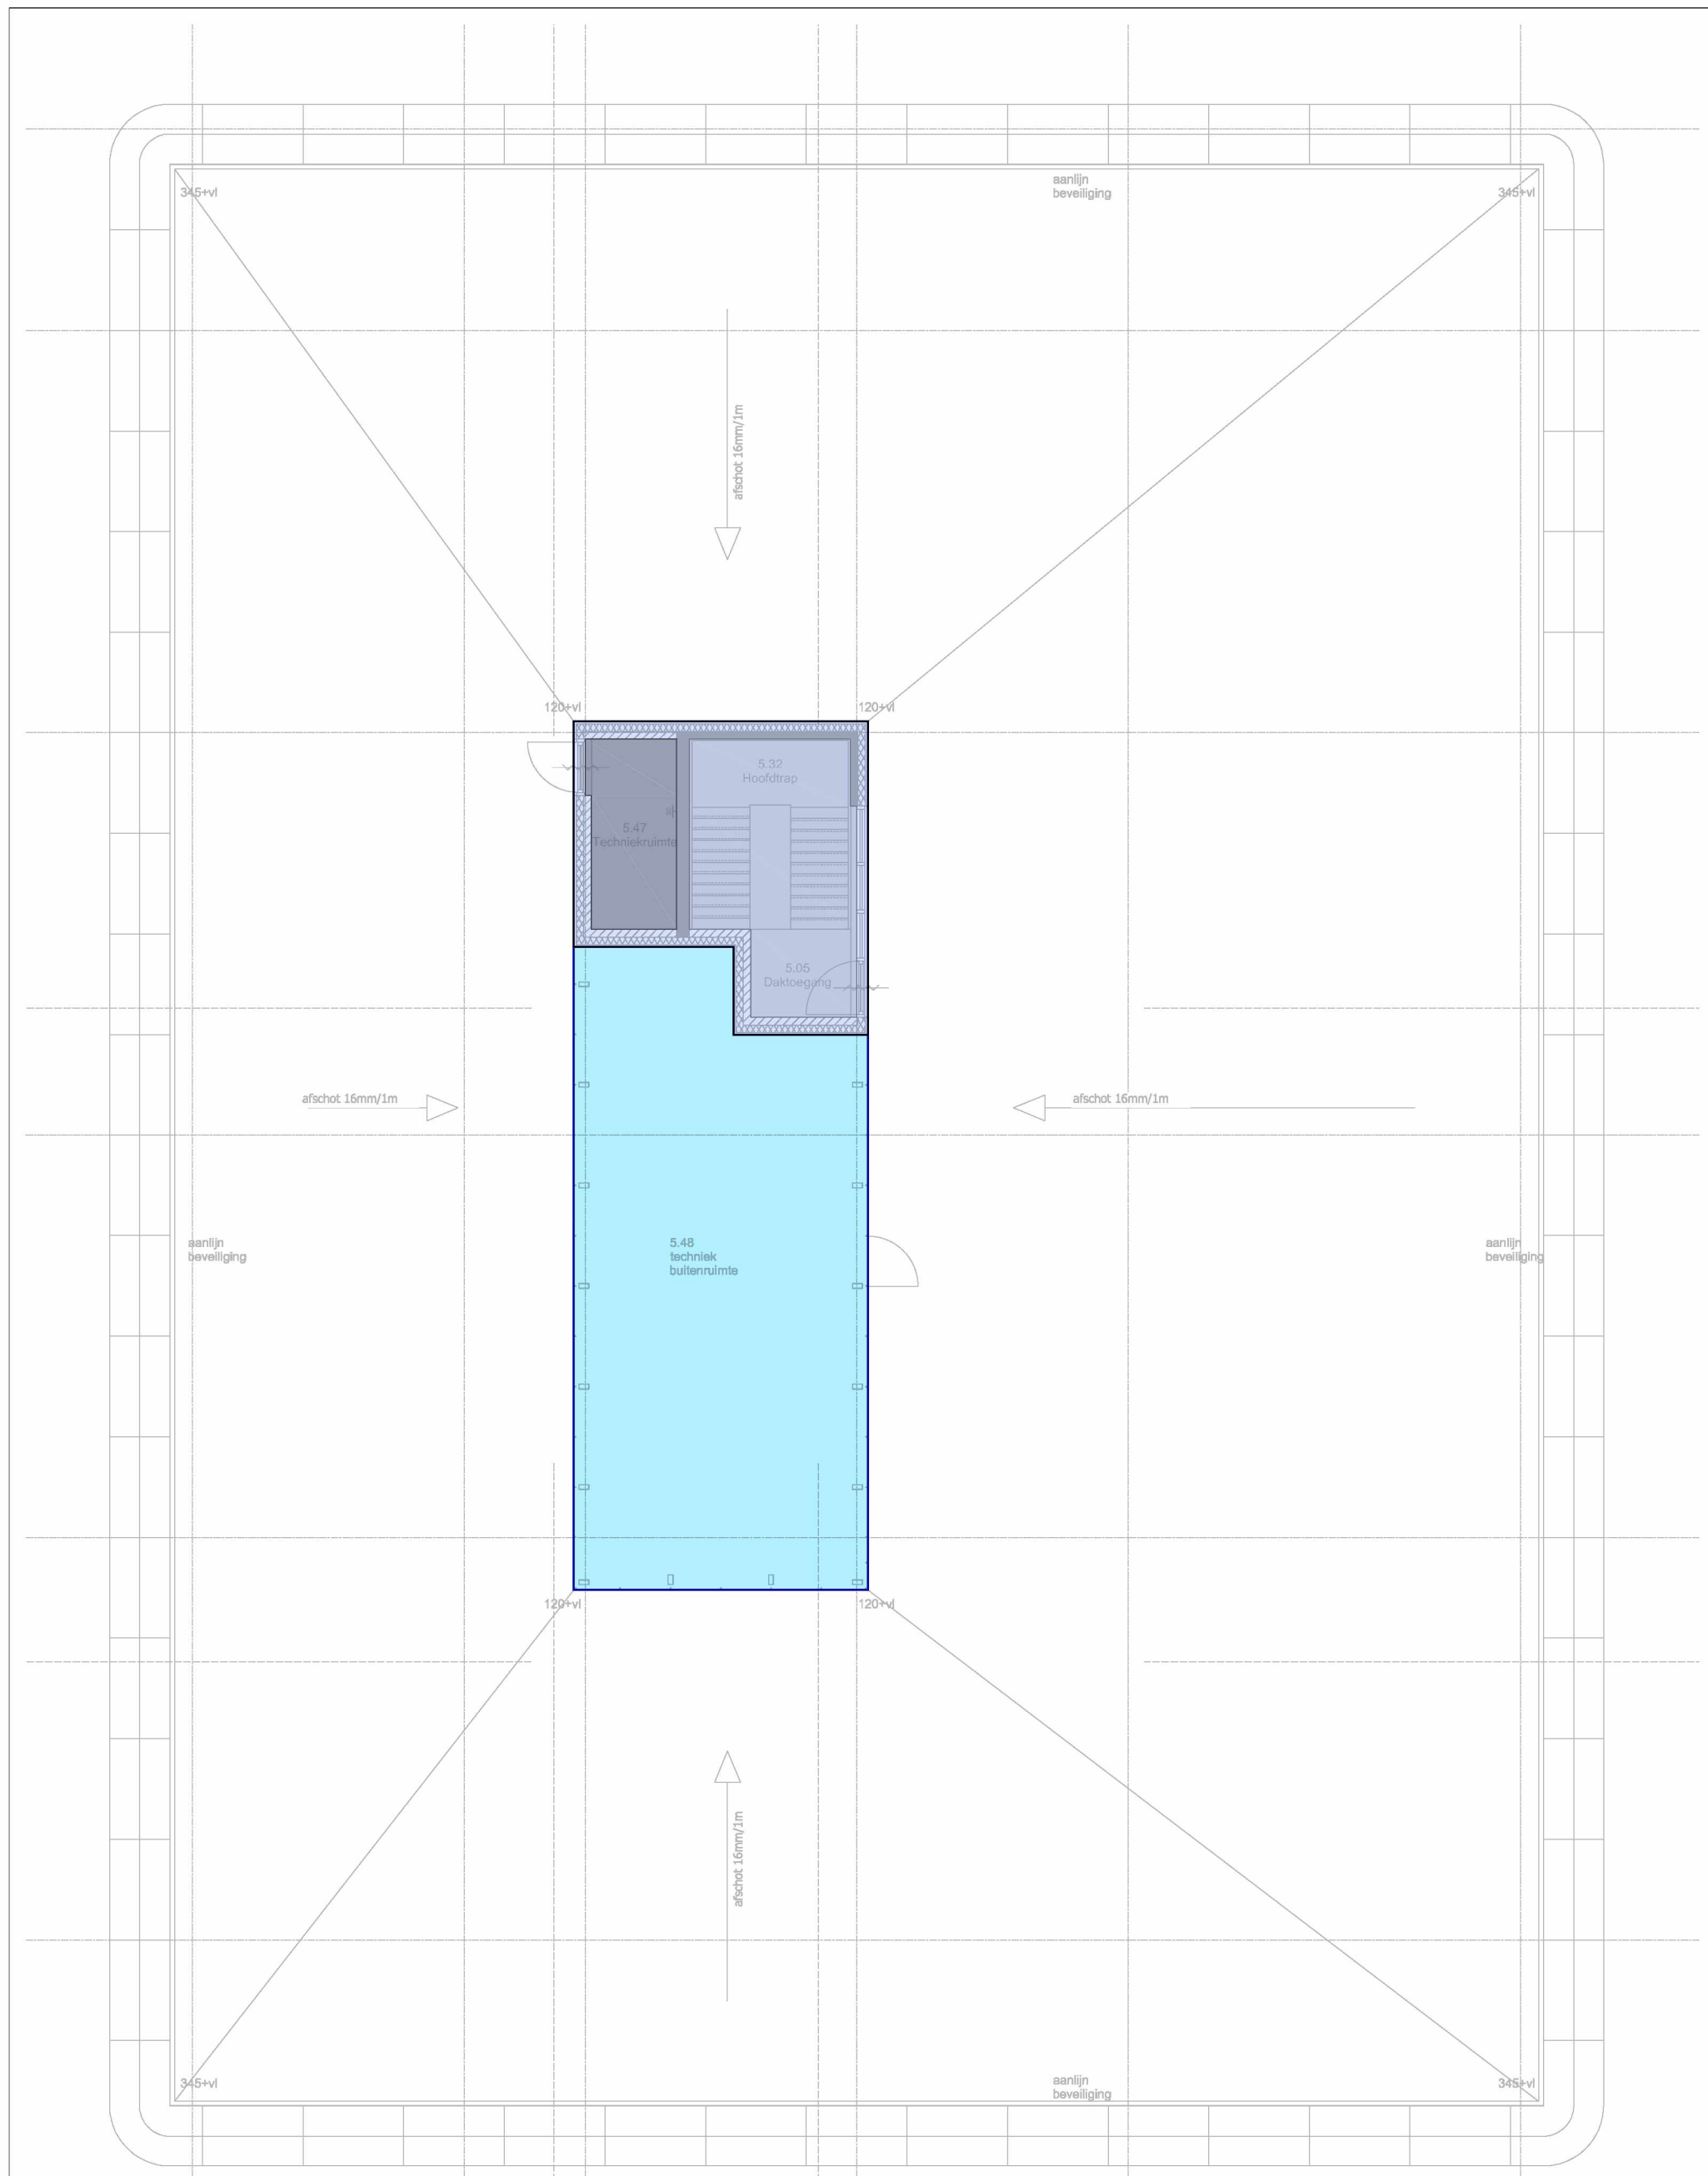 345+vl
aanlijn
beveiliging
345+vl
afschot 16mm/1m
120+vl
120+vl
5.32
Hoofdtrap
5.47
Techniekruimte
5.05
Daktoegang
afschot 16mm/1m
afschot 16mm/1m
aanlijn
beveiliging
5.48
techniek
buitenruimte
aanlijn
beveiliging
120+vl
120+vl
afschot 16mm/1m
345+vl
aanlijn
beveiliging
345+vl